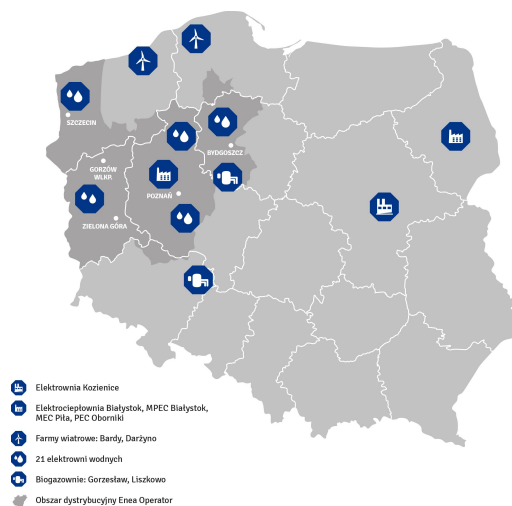 SZCZECIN
BYDGOSZCZ
GORZÓW
WLKP.
POZNAŃ
ZIELONA GÓRA
Elektrownia Kozienice
Elektrociepłownia Białystok, MPEC Białystok,
MEC Piła, PEC Oborniki
Farmy wiatrowe: Bardy, Darżyno
21 elektrowni wodnych
Biogazownie: Gorzesław, Liszkowo
Obszar dystrybucyjny Enea Operator